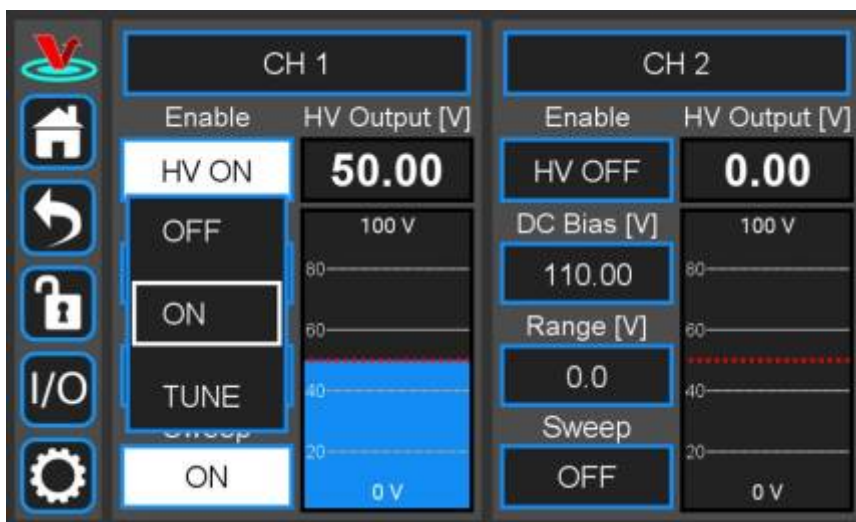 CH 1
Enable
HV Output [V]
HV ON
50.00
OFF
ON
TUNE
ON
100 V
80
60
40
20
0 V
CH 2
Enable
HV Output [V]
HV OFF
0.00
DC Bias [V]
110.00
Range [V]
0.0
Sweep
OFF
100 V
80
60
40
20
0 V
I/O